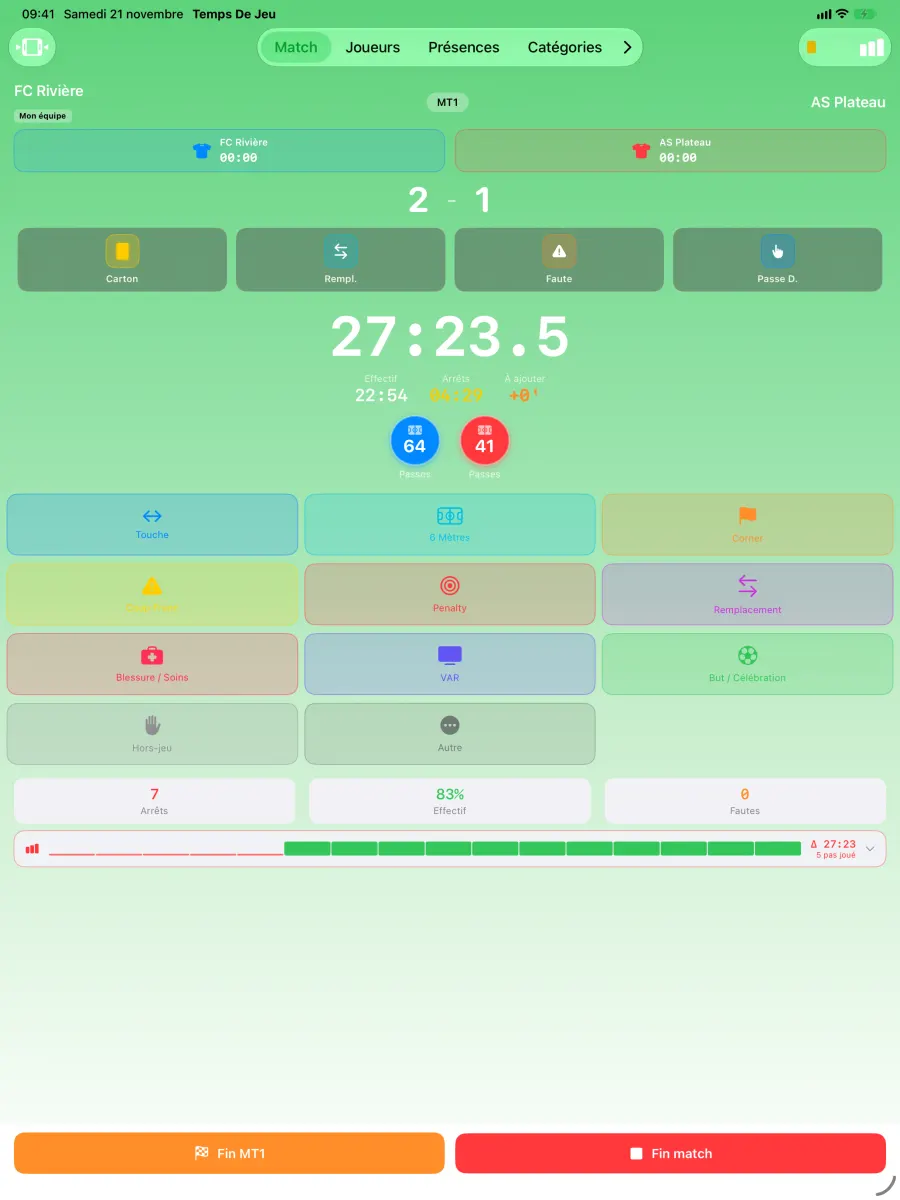 09:41 Samedi 21 novembre Temps De Jeu
Match Joueurs Présences Catégories
FC Rivière
Mon équipe
MT1
AS Plateau
FC Rivière
00:00
AS Plateau
00:00
2 - 1
Carton
Rempl.
Faute
Passe D.
27:23.5
Effectif
22:54
Arrêts
04:29
À ajouter
+0'
64
Passes
41
Passes
Touche
6 Mètres
Corner
Penalty
Remplacement
Blessure / Soins
VAR
But / Célébration
Hors-jeu
Autre
7
Arrêts
83%
Effectif
0
Fautes
Δ 27:23
5 pas joué
Fin MT1
Fin match